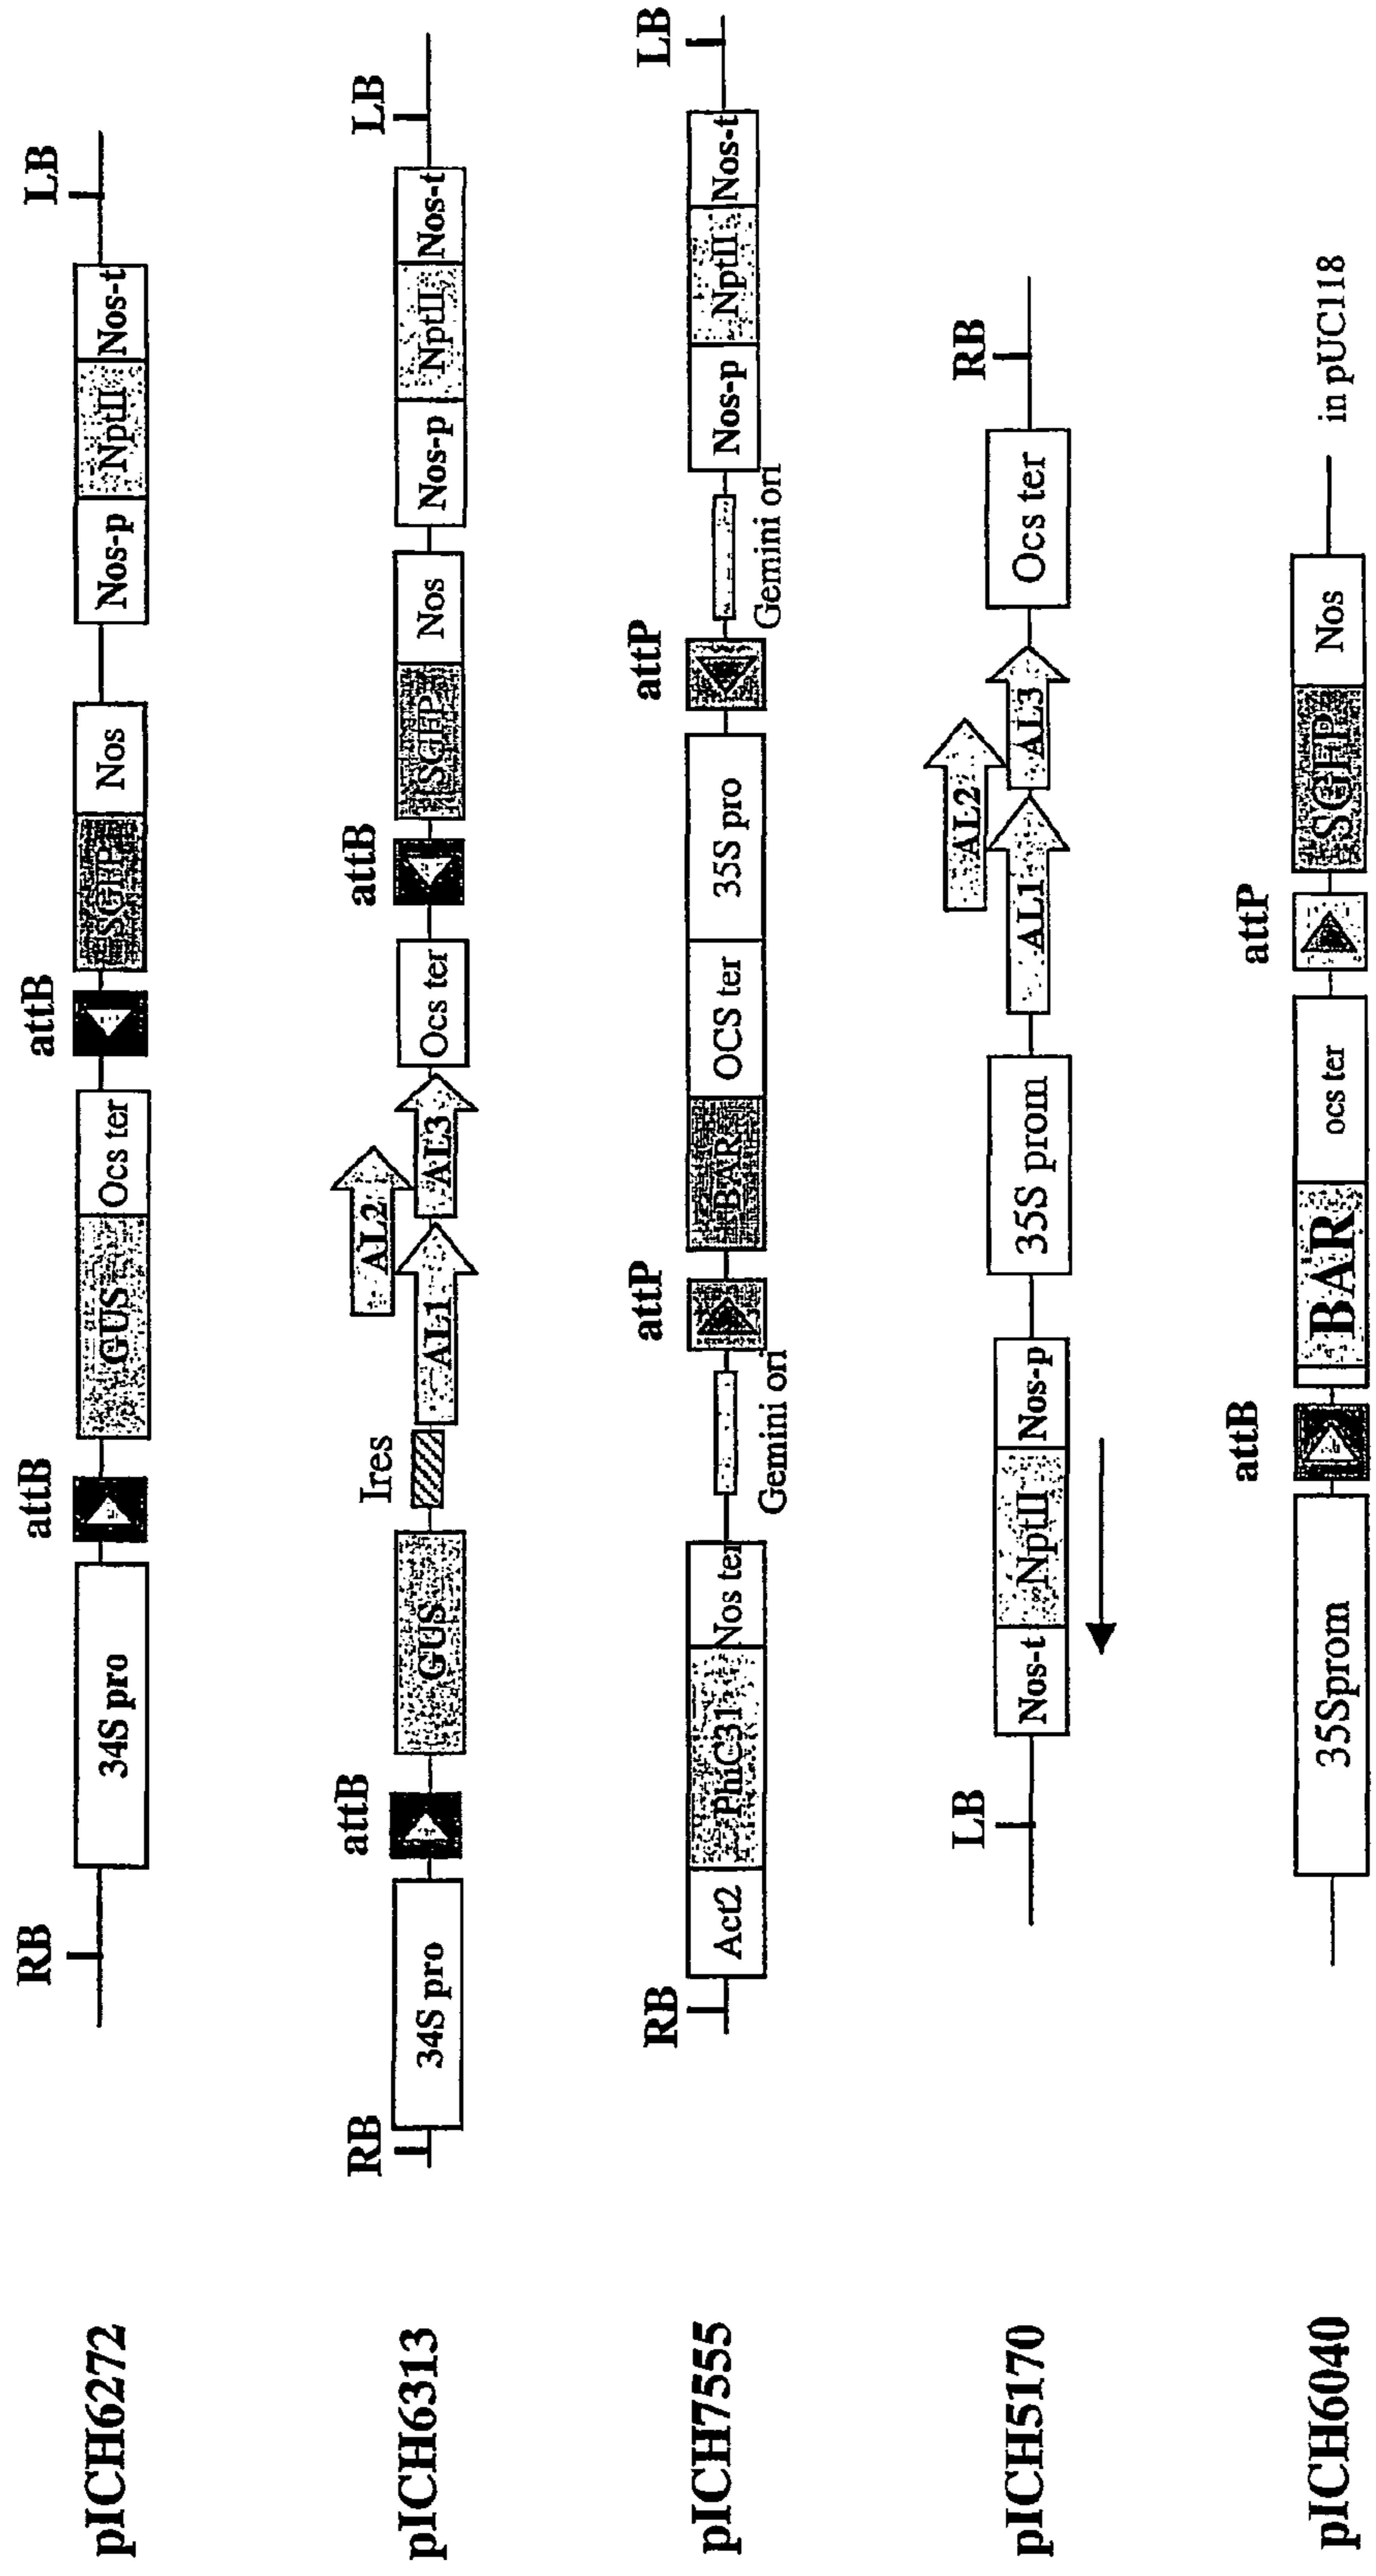 pICH6272
RB 34S pro attB GUS Ocs ter attB SGFP Nos Nos-p NptII Nos-t LB
pICH6313
RB 34S pro attB GUS Ires AL1 AL2 AL3 Ocs ter attB SGFP Nos Nos-p NptII Nos-t LB
pICH7555
RB Act2 PhiC31 Nos ter Gemini ori attP BAR OCS ter 35S pro attP Gemini ori Nos-p NptII Nos-t LB
pICH5170
LB Nos-t NptII Nos-p 35S prom AL1 AL2 AL3 Ocs ter RB
pICH6040
35Sprom attB BAR ocs ter attP SGFP Nos in pUC118